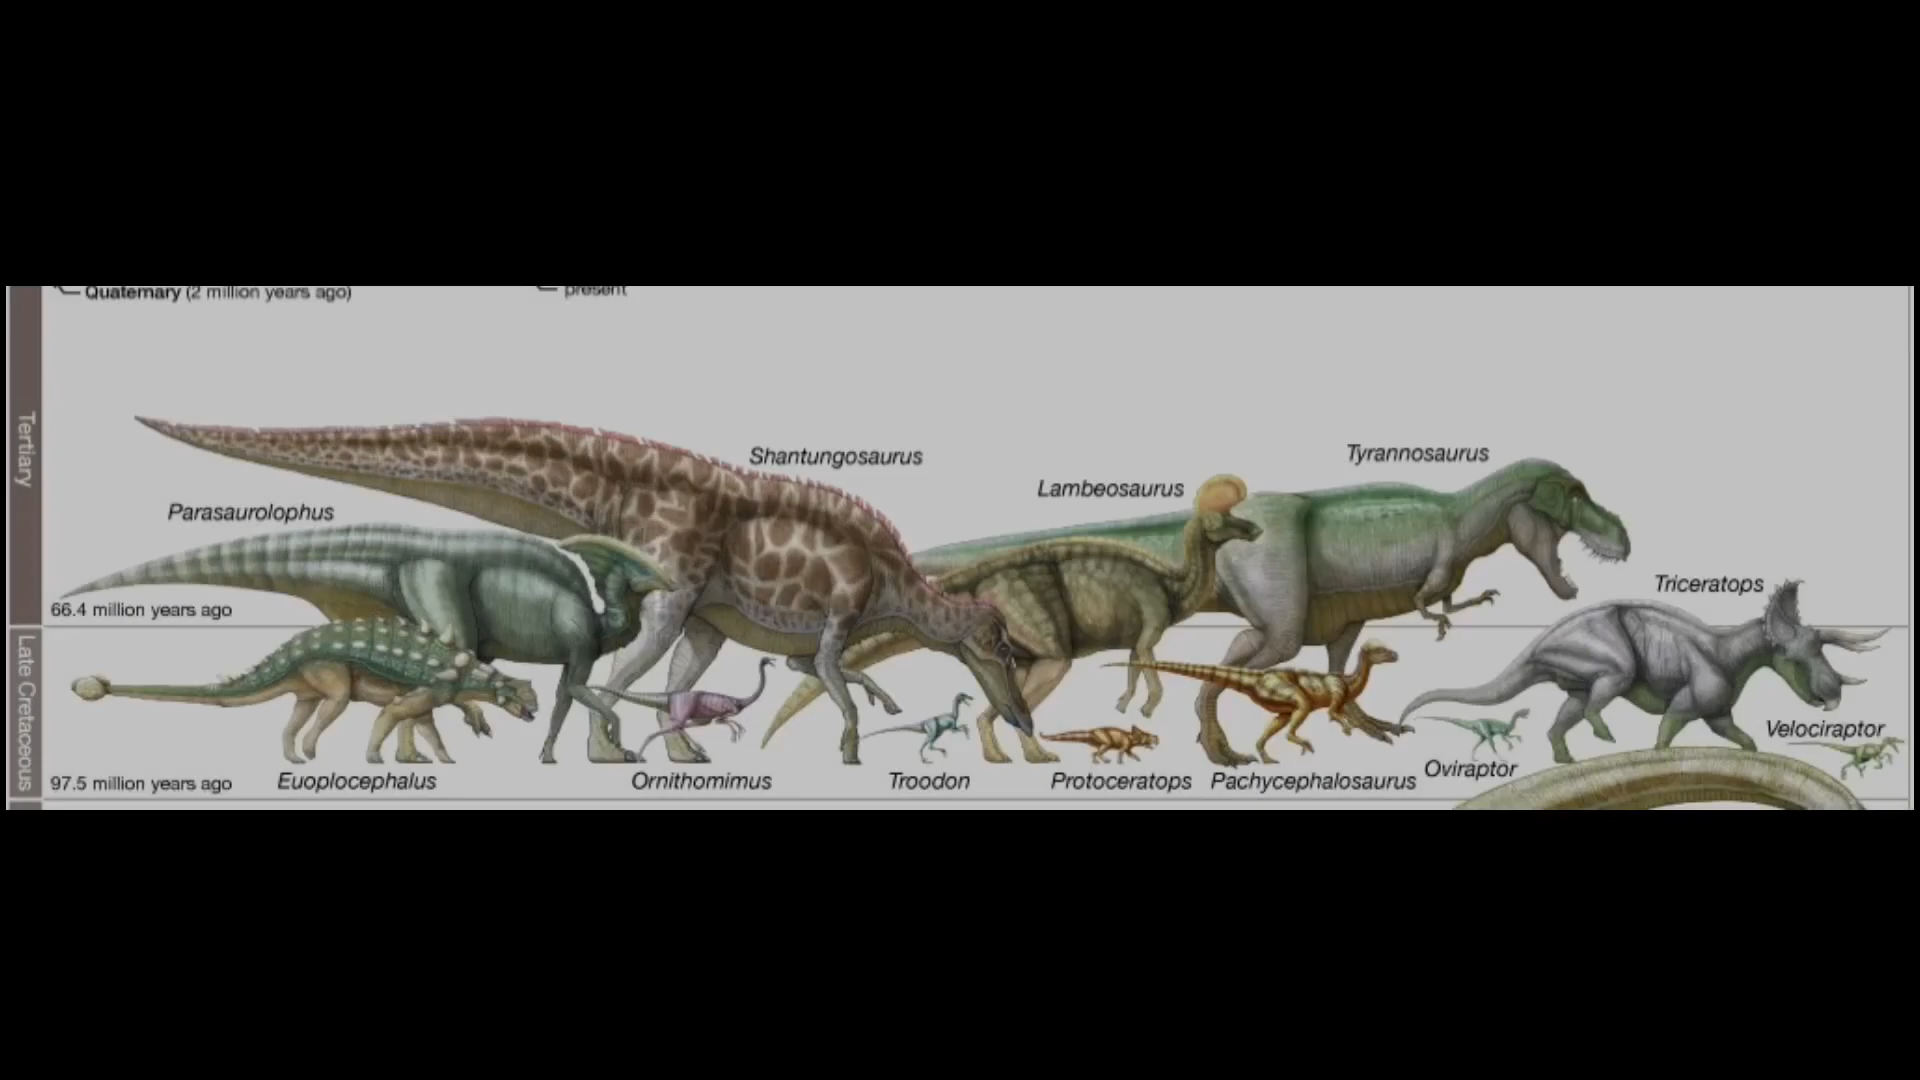 Quaternary (2 million years ago)
present
Tertiary
Shantungosaurus
Tyrannosaurus
Lambeosaurus
Parasaurolophus
Triceratops
66.4 million years ago
Late Cretaceous
Velociraptor
Oviraptor
97.5 million years ago
Euoplocephalus
Ornithomimus
Troodon
Protoceratops
Pachycephalosaurus